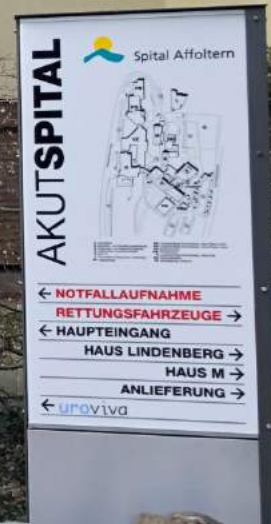 Spital Affoltern
AKUTSPITAL
← NOTFALLAUFNAHME
RETTUNGSFAHRZEUGE →
← HAUPTEINGANG
HAUS LINDENBERG →
HAUS M →
ANLIEFERUNG →
← uroviva